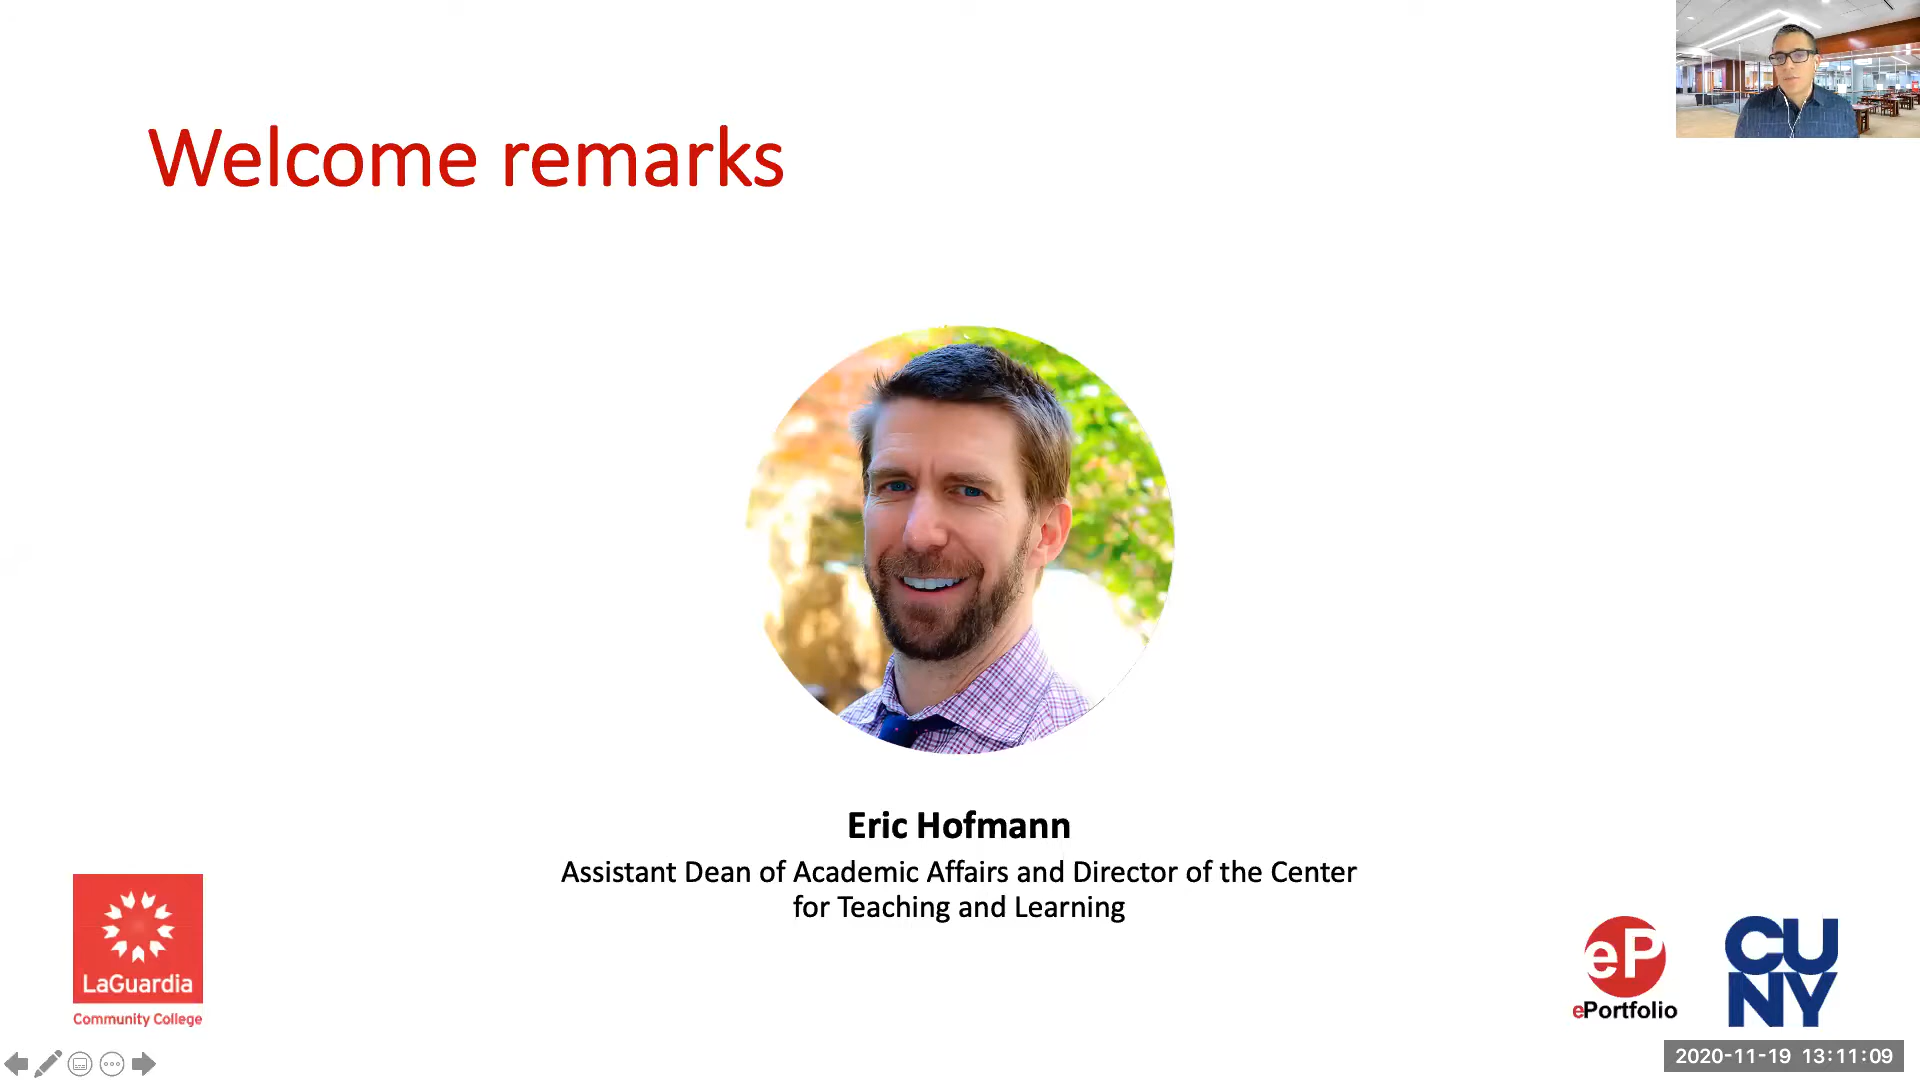 Welcome remarks
Eric Hofmann
Assistant Dean of Academic Affairs and Director of the Center
for Teaching and Learning
LaGuardia
Community College
eP
ePortfolio
CU
NY
2020-11-19 13:11:09